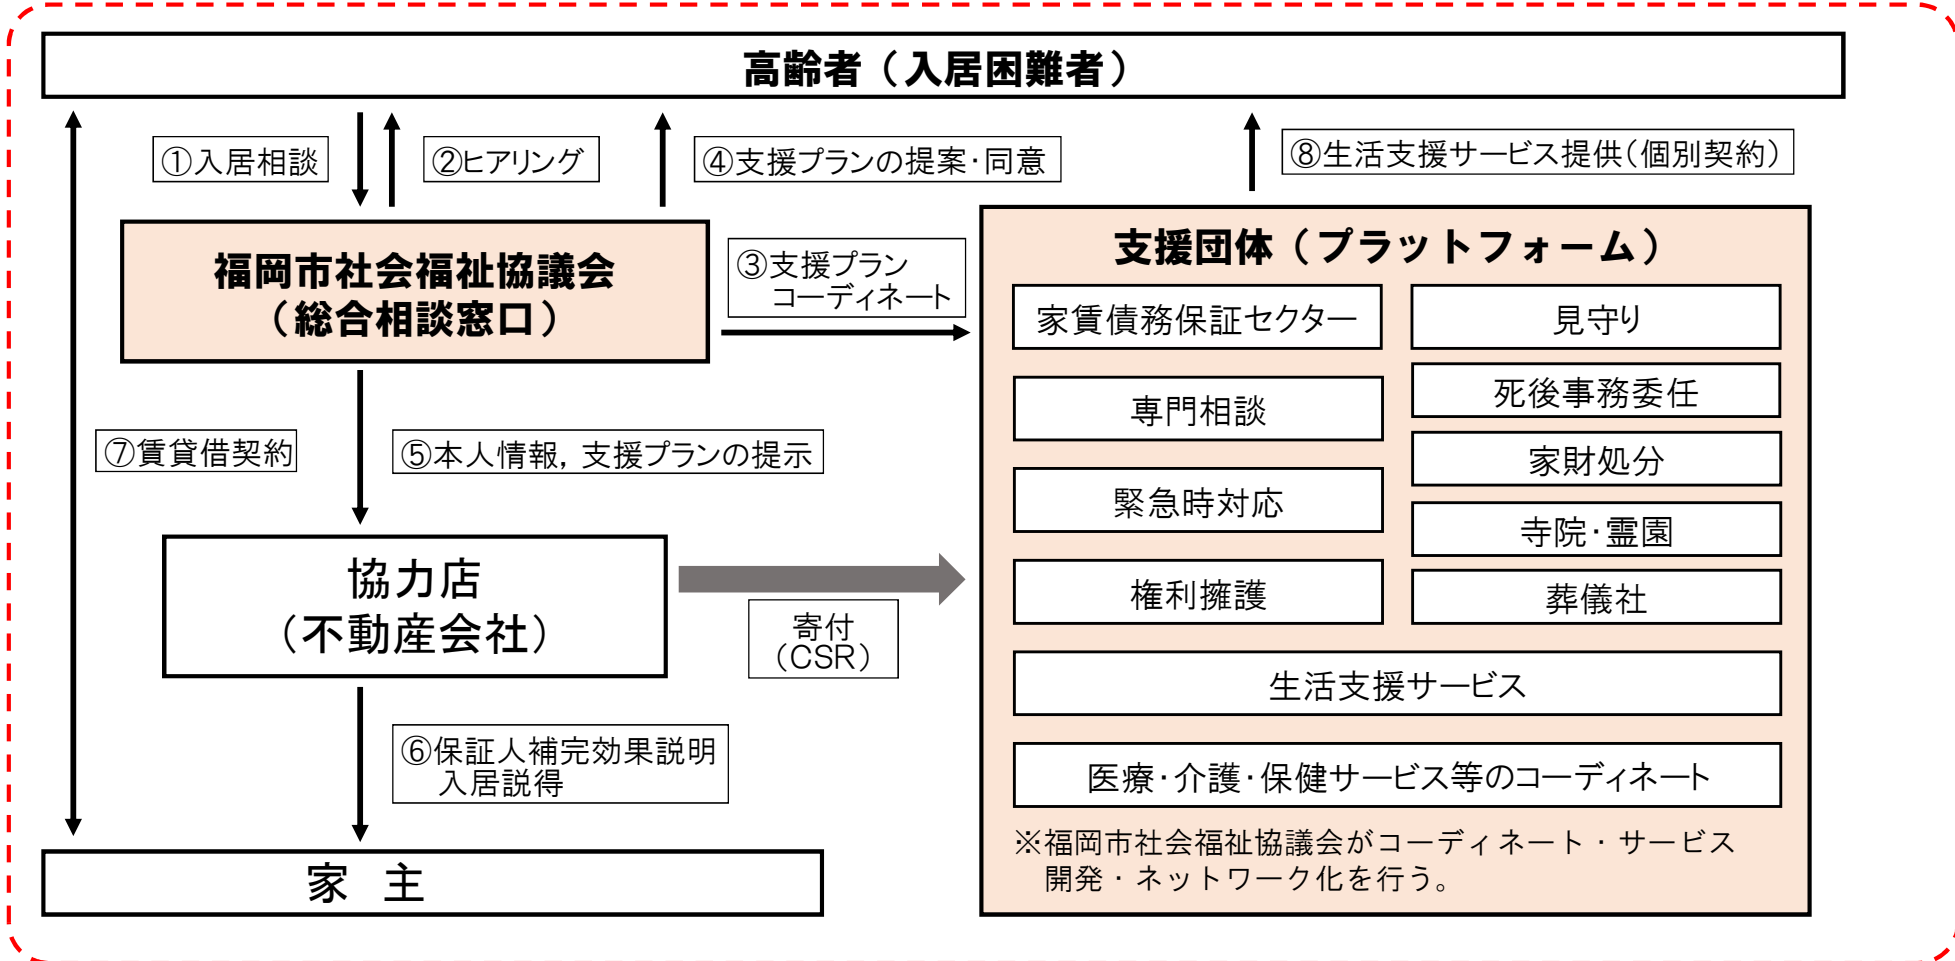 高齢者（入居困難者）
①入居相談
②ヒアリング
④支援プランの提案･同意
⑧生活支援サービス提供（個別契約）
福岡市社会福祉協議会
（総合相談窓口）
③支援プラン
コーディネート
支援団体（プラットフォーム）
家賃債務保証セクター
見守り
専門相談
死後事務委任
家財処分
緊急時対応
寺院･霊園
権利擁護
葬儀社
生活支援サービス
医療･介護･保健サービス等のコーディネート
※福岡市社会福祉協議会がコーディネート・サービス
開発・ネットワーク化を行う。
⑦賃貸借契約
⑤本人情報，支援プランの提示
協力店
（不動産会社）
寄付
（CSR）
⑥保証人補完効果説明
入居説得
家　主